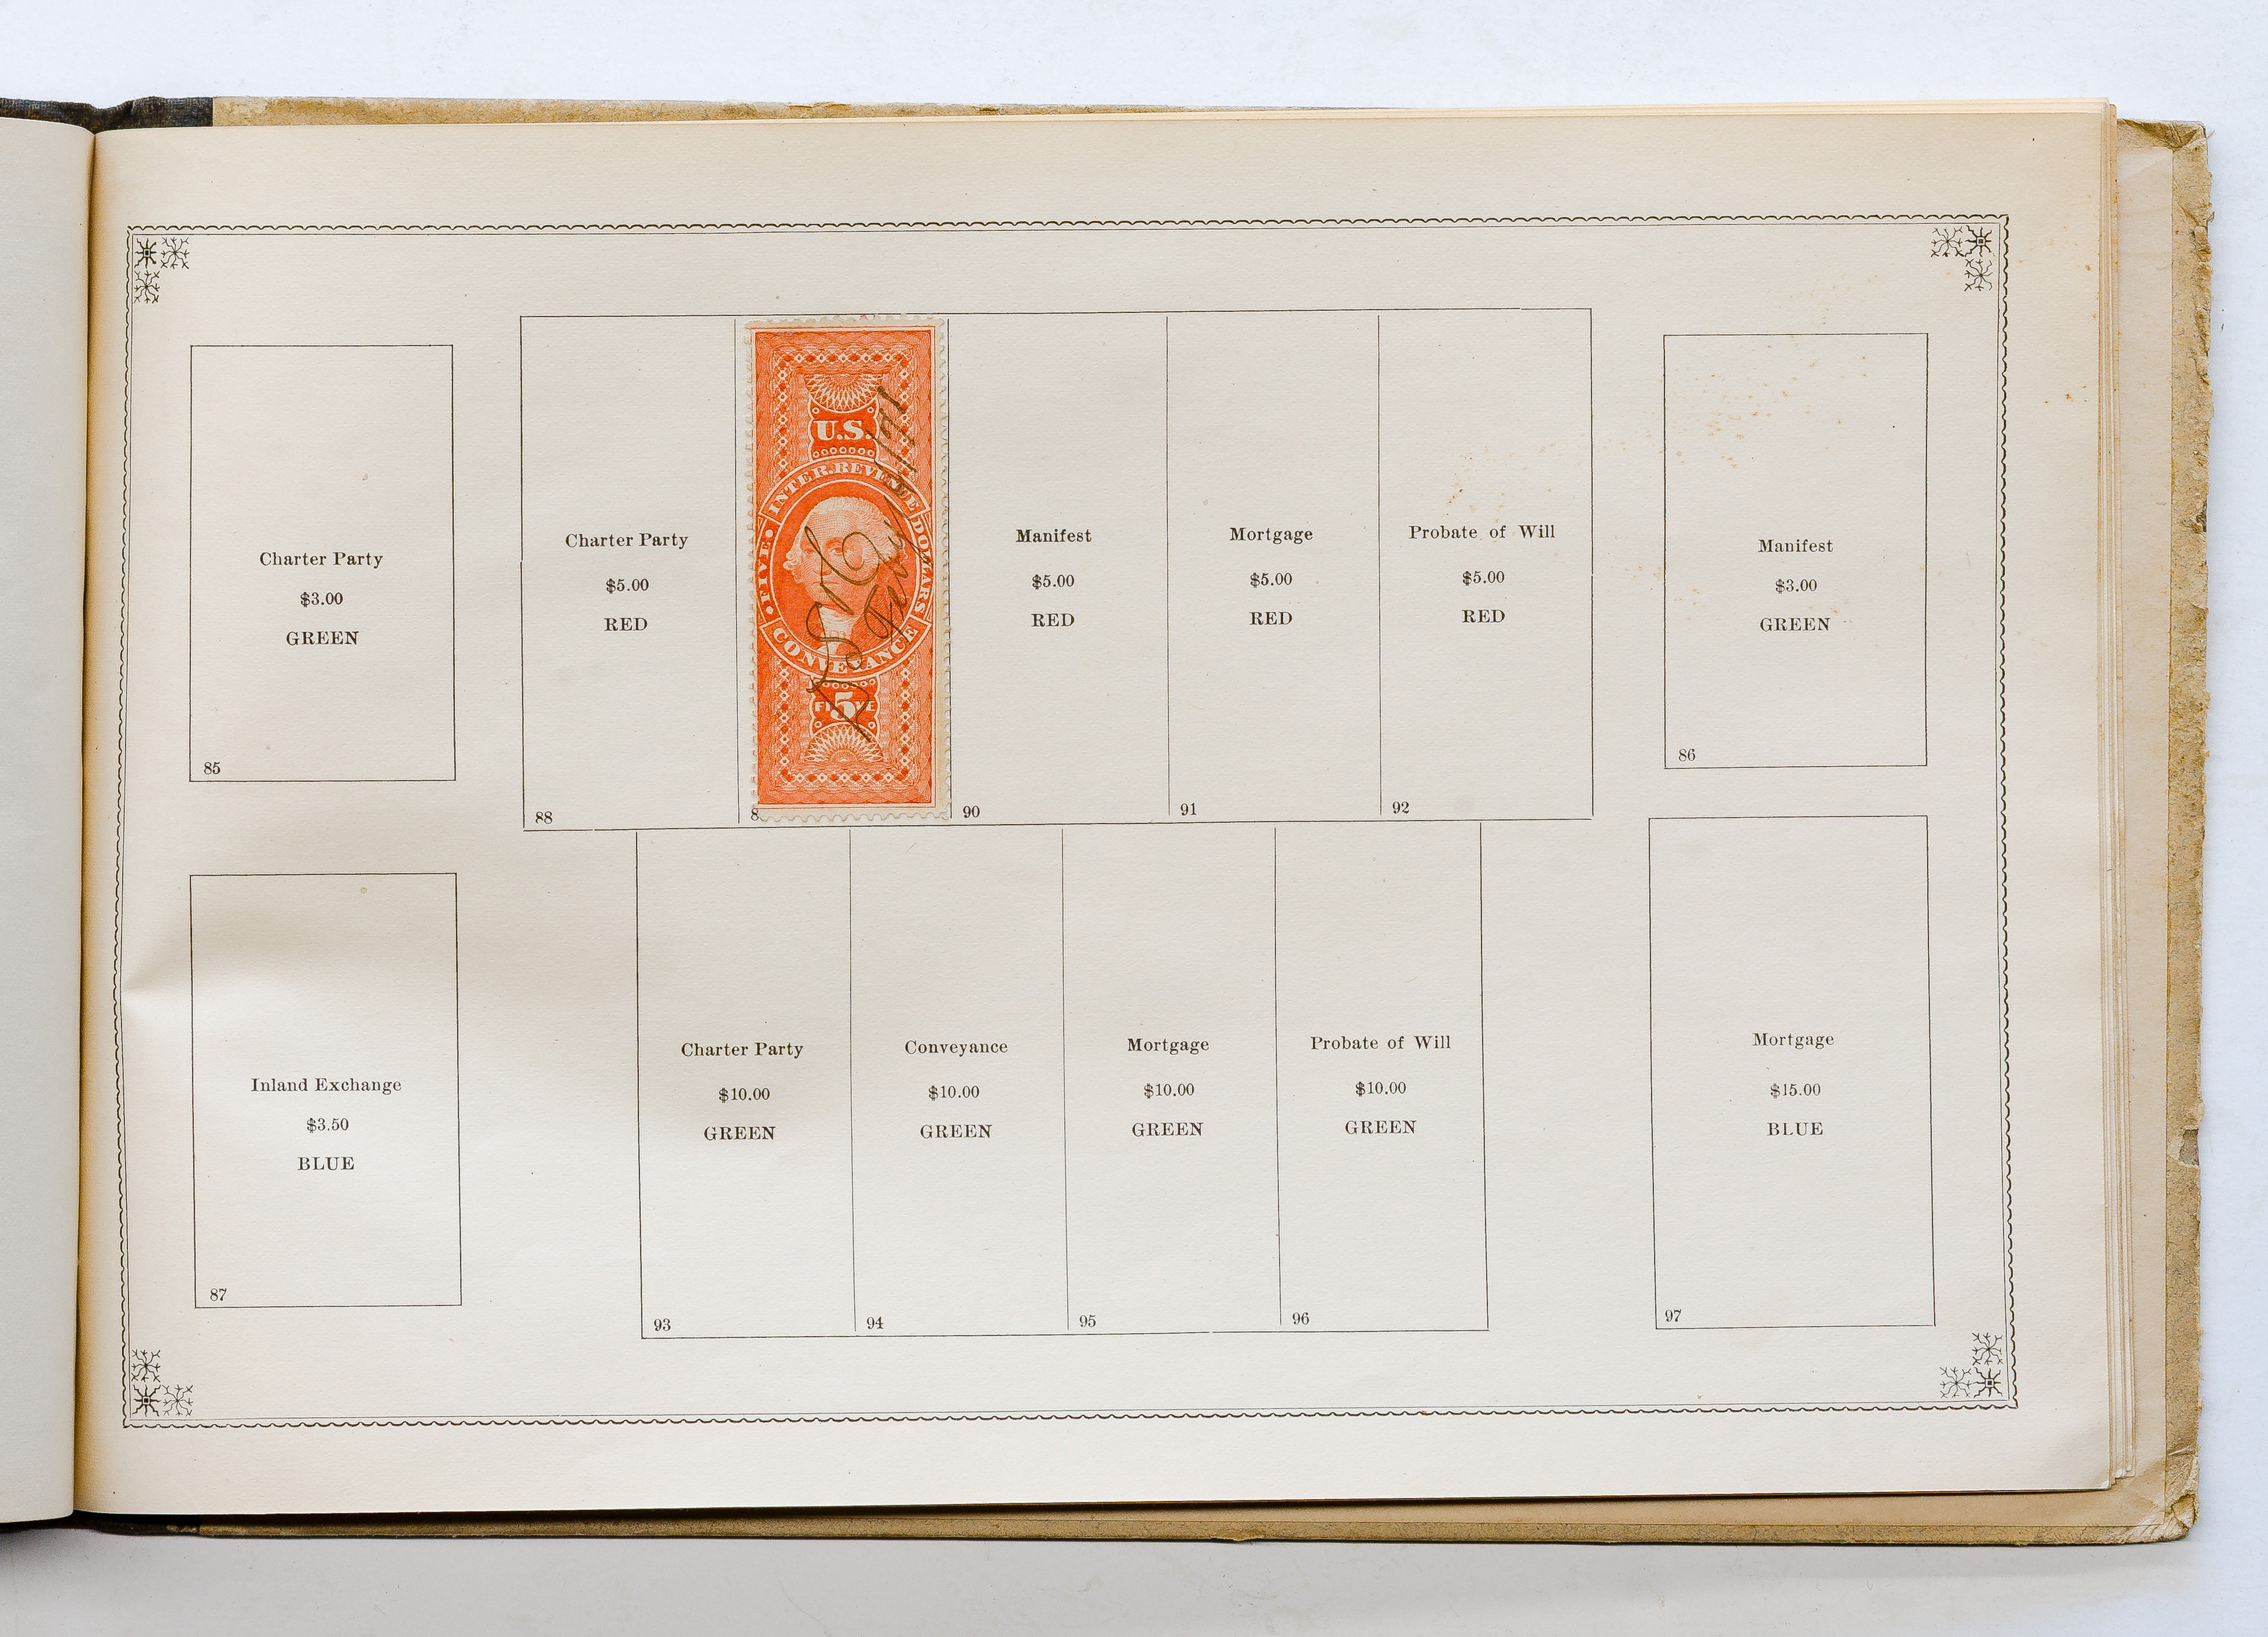 Charter Party
$3.00
GREEN
85
Charter Party
$5.00
RED
88
U.S.
INTER. REVENUE
FIVE DOLLARS
CONVEYANCE
FIVE
5
8
Manifest
$5.00
RED
90
Mortgage
$5.00
RED
91
Probate of Will
$5.00
RED
92
Manifest
$3.00
GREEN
86
Inland Exchange
$3.50
BLUE
87
Charter Party
$10.00
GREEN
93
Conveyance
$10.00
GREEN
94
Mortgage
$10.00
GREEN
95
Probate of Will
$10.00
GREEN
96
Mortgage
$15.00
BLUE
97